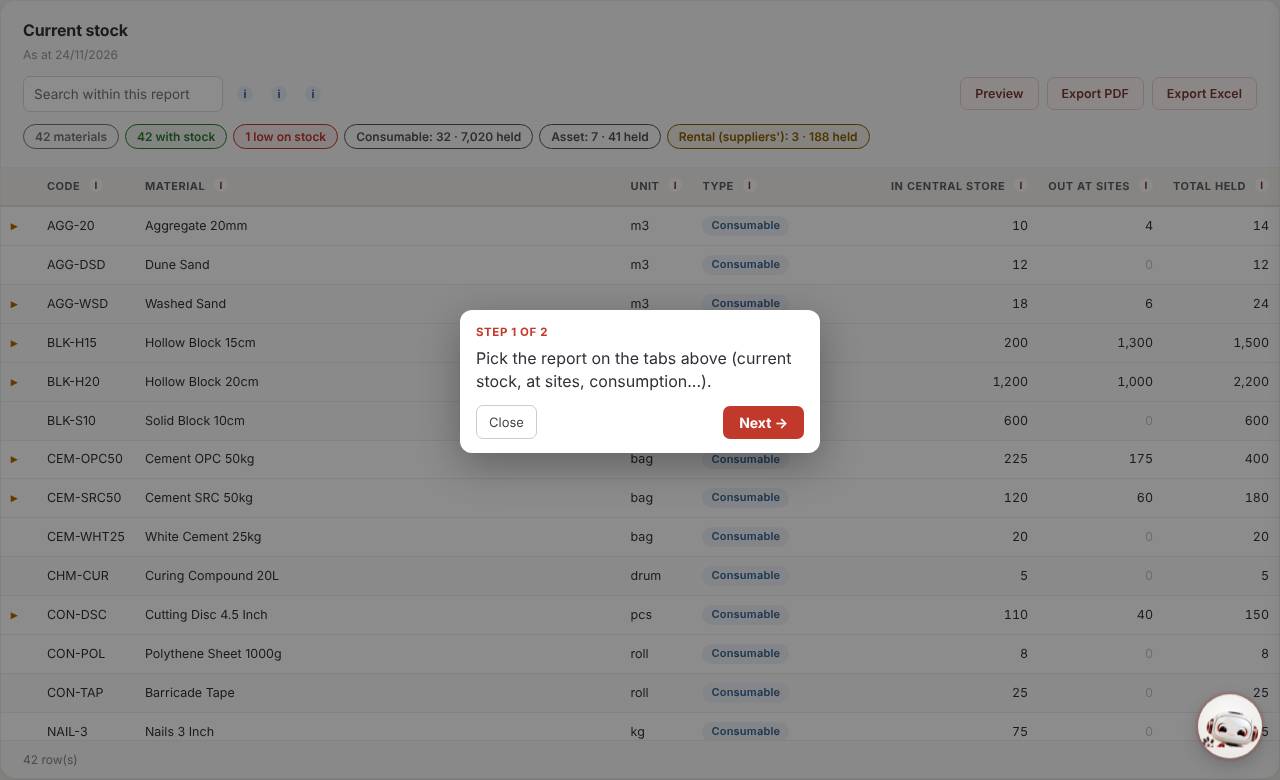 Current stock
As at 24/11/2026
Search within this report i i i Preview Export PDF Export Excel
42 materials 42 with stock 1 low on stock Consumable: 32 · 7,020 held Asset: 7 · 41 held Rental (suppliers'): 3 · 188 held
CODE I MATERIAL I UNIT I TYPE I IN CENTRAL STORE I OUT AT SITES I TOTAL HELD I
▸ AGG-20 Aggregate 20mm m3 Consumable 10 4 14
AGG-DSD Dune Sand m3 Consumable 12 0 12
▸ AGG-WSD Washed Sand m3 Consumable 18 6 24
STEP 1 OF 2
Pick the report on the tabs above (current
stock, at sites, consumption...).
Close Next →
▸ BLK-H15 Hollow Block 15cm 200 1,300 1,500
▸ BLK-H20 Hollow Block 20cm 1,200 1,000 2,200
BLK-S10 Solid Block 10cm 600 0 600
▸ CEM-OPC50 Cement OPC 50kg bag Consumable 225 175 400
▸ CEM-SRC50 Cement SRC 50kg bag Consumable 120 60 180
CEM-WHT25 White Cement 25kg bag Consumable 20 0 20
CHM-CUR Curing Compound 20L drum Consumable 5 0 5
▸ CON-DSC Cutting Disc 4.5 Inch pcs Consumable 110 40 150
CON-POL Polythene Sheet 1000g roll Consumable 8 0 8
CON-TAP Barricade Tape roll Consumable 25 0 25
NAIL-3 Nails 3 Inch kg Consumable 75 0
42 row(s)